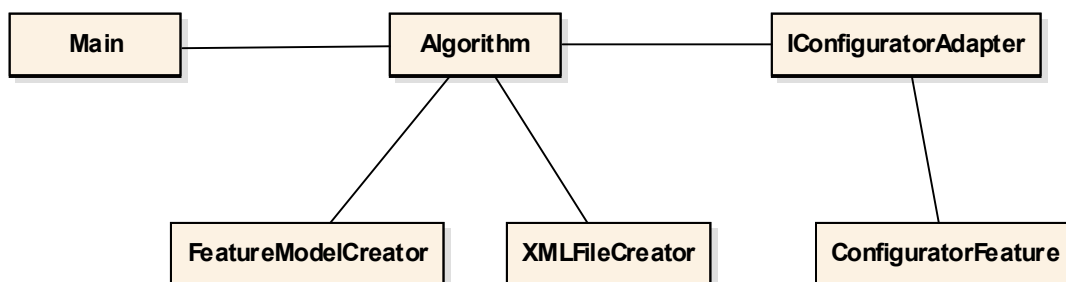 Main
Algorithm
IConfiguratorAdapter
FeatureModelCreator
XMLFileCreator
ConfiguratorFeature